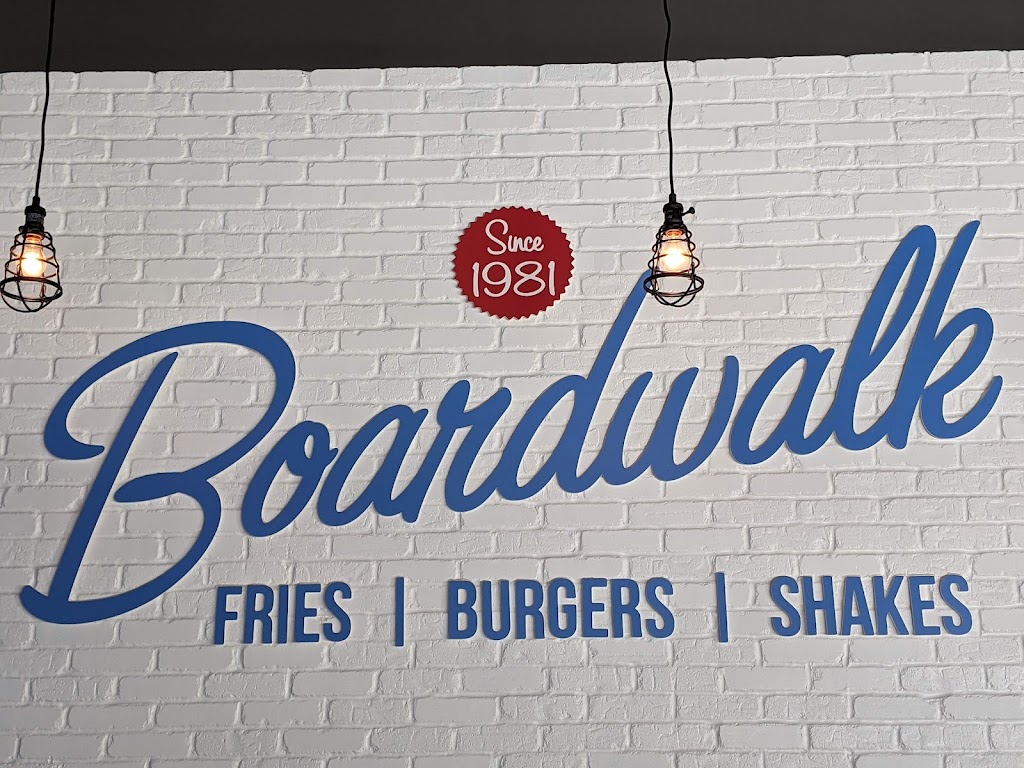 Since
1981
Boardwalk
FRIES | BURGERS | SHAKES